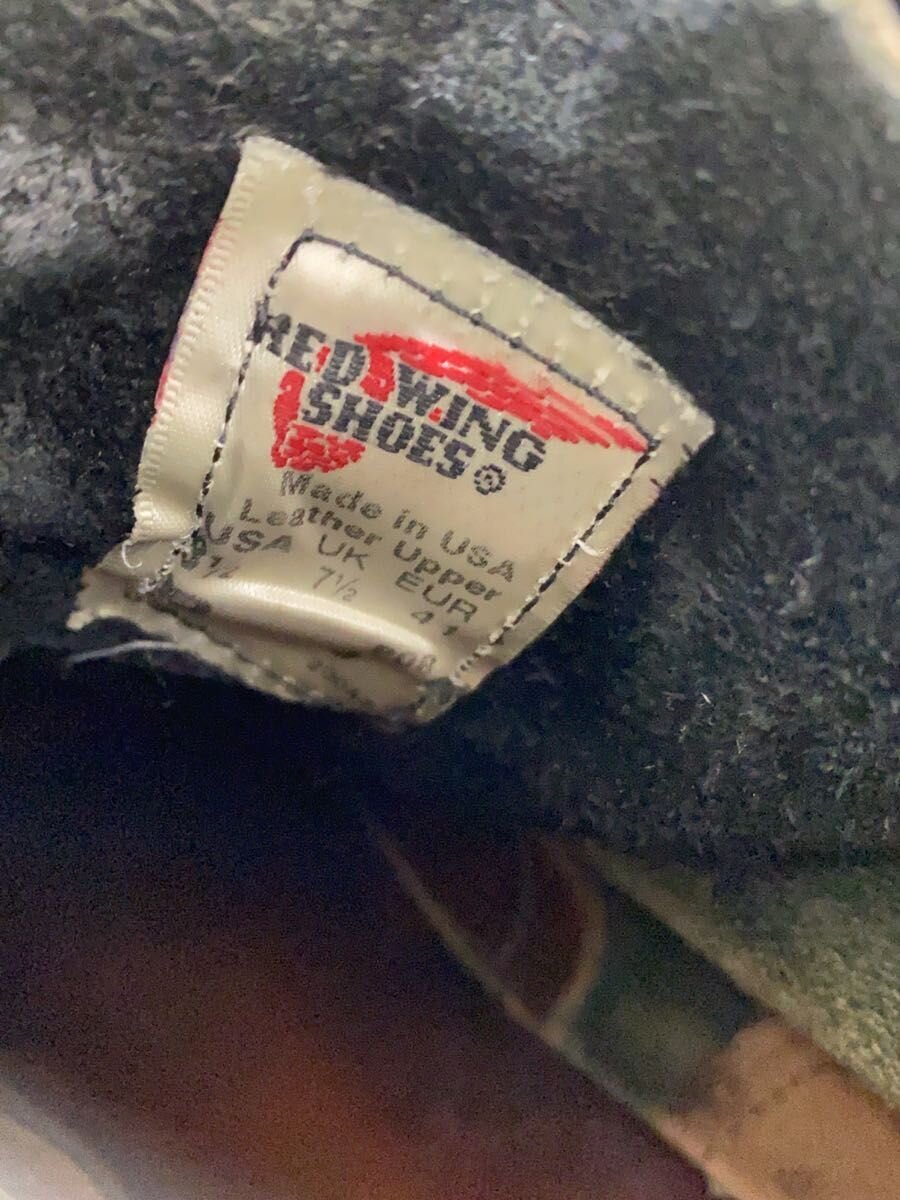 RED WING
SHOES®
Made in USA
Leather Upper
USA UK EUR
7½ 41